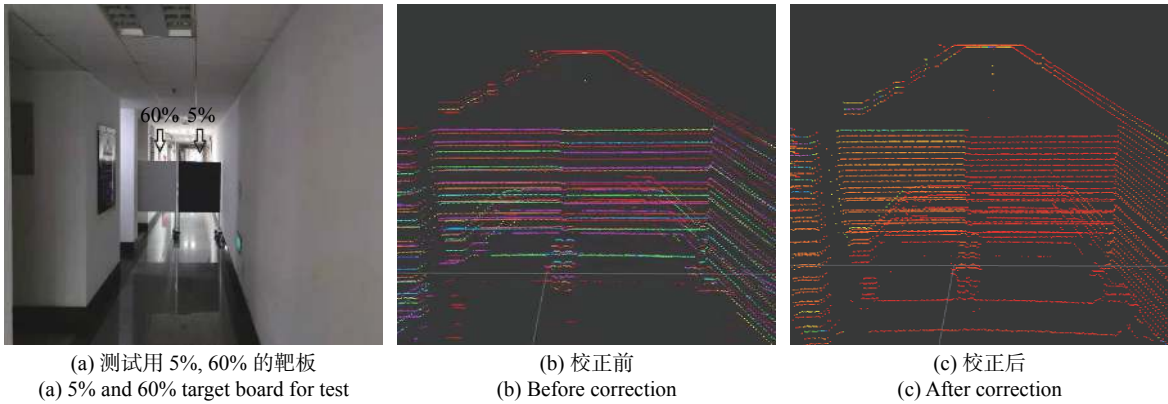 60% 5%
(a) 测试用 5%, 60% 的靶板
(a) 5% and 60% target board for test
(b) 校正前
(b) Before correction
(c) 校正后
(c) After correction